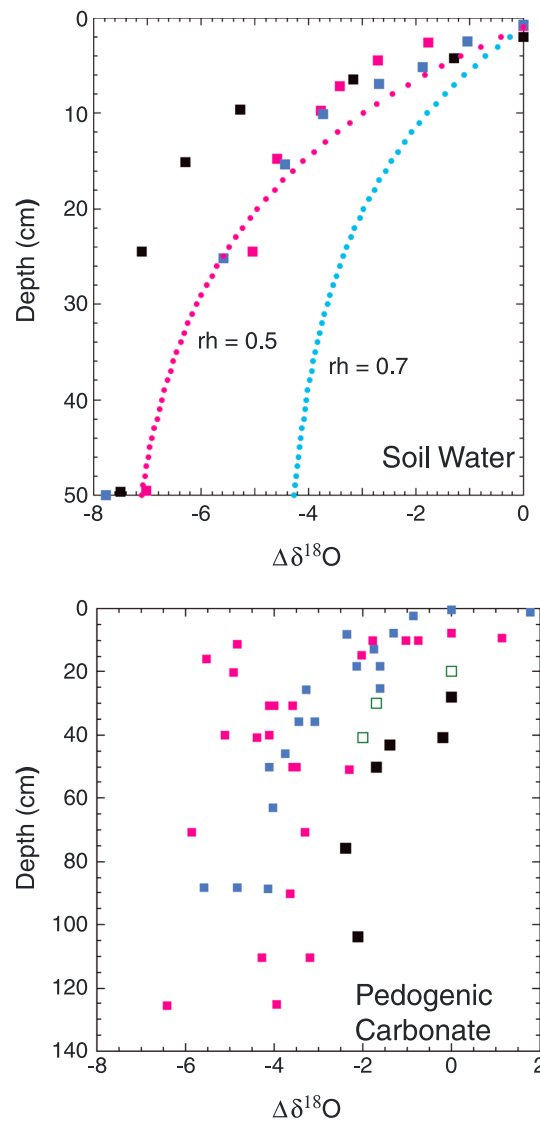 0
10
20
30
40
50
Depth (cm)
rh = 0.5
rh = 0.7
Soil Water
-8 -6 -4 -2 0
Δδ¹⁸O
0
20
40
60
80
100
120
140
Depth (cm)
Pedogenic
Carbonate
-8 -6 -4 -2 0 2
Δδ¹⁸O